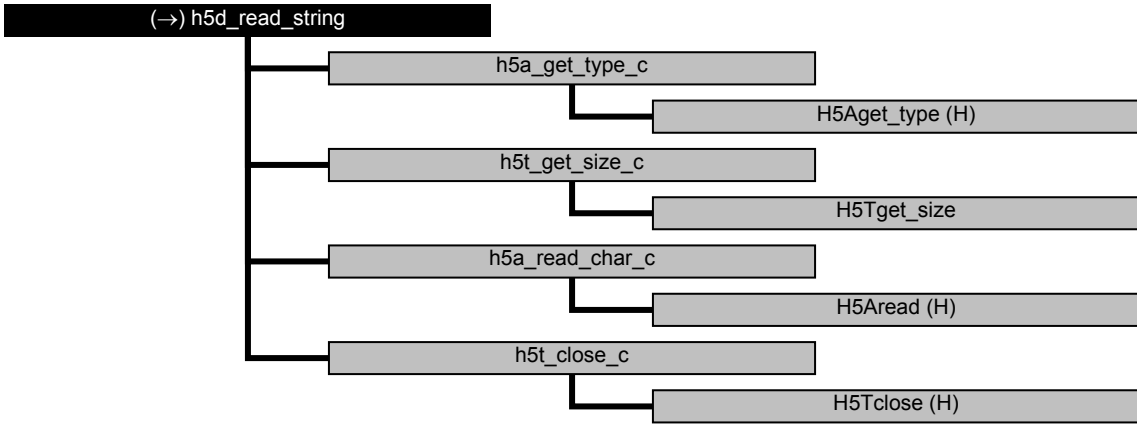 (→) h5d_read_string
h5a_get_type_c
H5Aget_type (H)
h5t_get_size_c
H5Tget_size
h5a_read_char_c
H5Aread (H)
h5t_close_c
H5Tclose (H)